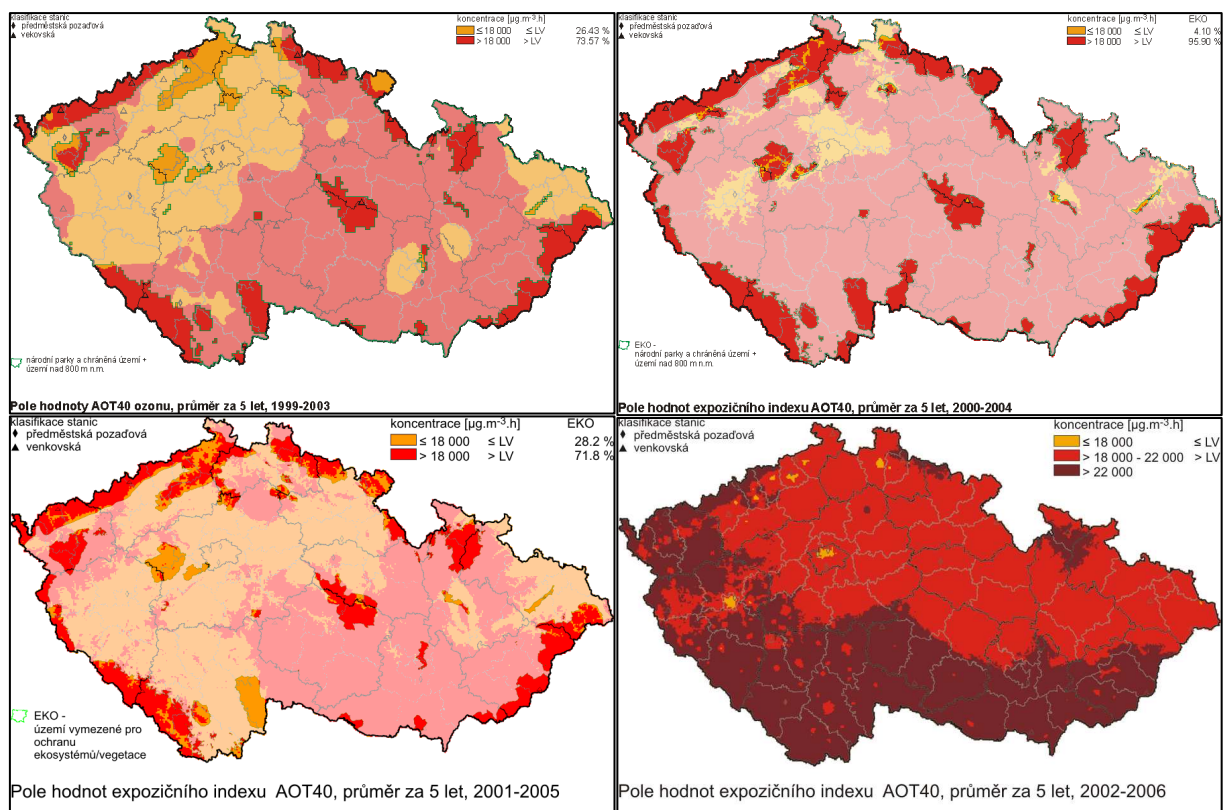 klasifikace stanic
předměstská pozaďová
vekovská
koncentrace [µg.m⁻³.h]
≤ 18 000 ≤ LV 26.43 %
> 18 000 > LV 73.57 %
národní parky a chráněná území +
území nad 800 m n.m.
Pole hodnoty AOT40 ozonu, průměr za 5 let, 1999-2003
klasifikace stanic
předměstská pozaďová
vekovská
koncentrace [µg.m⁻³.h] EKO
≤ 18 000 ≤ LV 4.10 %
> 18 000 > LV 95.90 %
EKO -
národní parky a chráněná území +
území nad 800 m n.m.
Pole hodnot expozičního indexu AOT40, průměr za 5 let, 2000-2004
klasifikace stanic
předměstská pozaďová
venkovská
koncentrace [µg.m⁻³.h] EKO
≤ 18 000 ≤ LV 28.2 %
> 18 000 > LV 71.8 %
EKO -
území vymezené pro
ochranu
ekosystémů/vegetace
Pole hodnot expozičního indexu AOT40, průměr za 5 let, 2001-2005
klasifikace stanic
předměstská pozaďová
venkovská
koncentrace [µg.m⁻³.h]
≤ 18 000 ≤ LV
> 18 000 - 22 000 > LV
> 22 000
Pole hodnot expozičního indexu AOT40, průměr za 5 let, 2002-2006